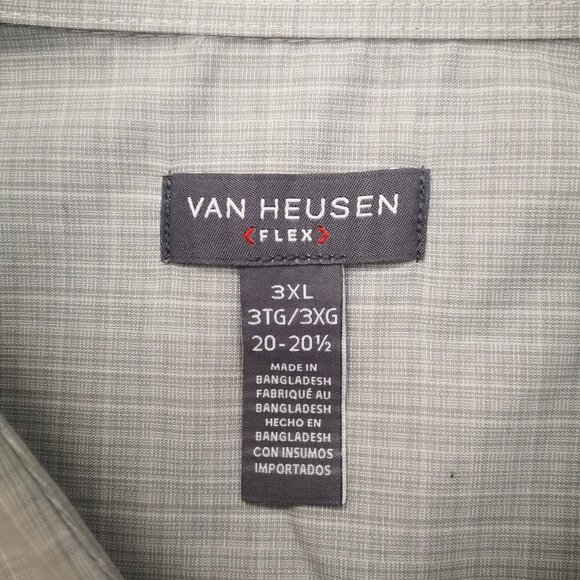 VAN HEUSEN
<FLEX>
3XL
3TG/3XG
20-20½
MADE IN
BANGLADESH
FABRIQUÉ AU
BANGLADESH
HECHO EN
BANGLADESH
CON INSUMOS
IMPORTADOS